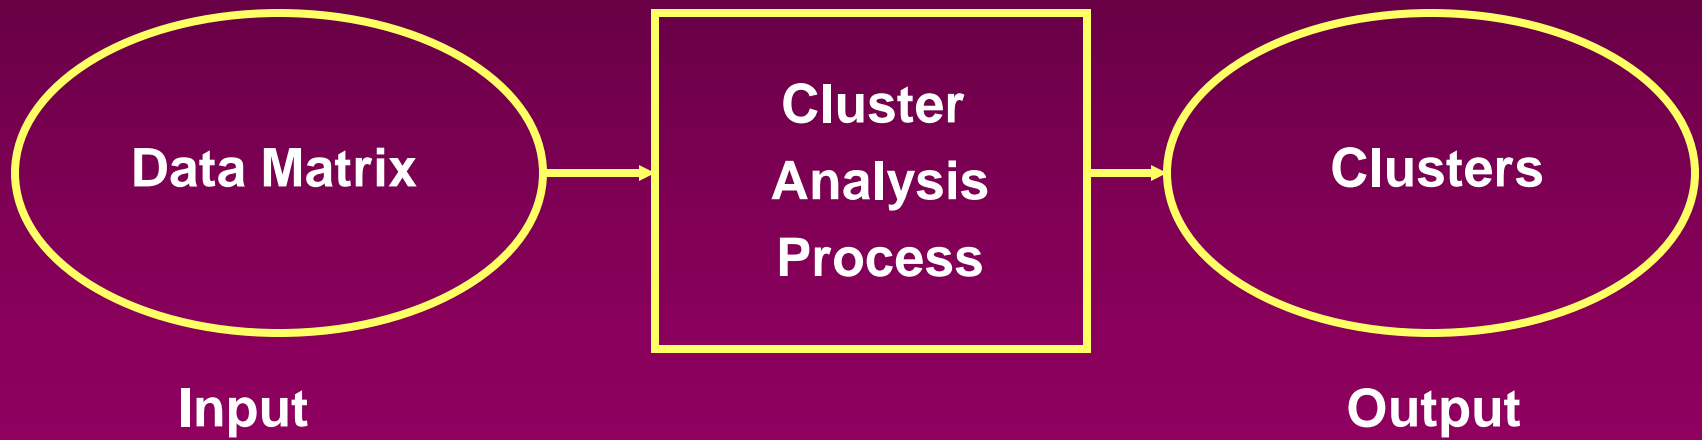 Data Matrix
Cluster
Analysis
Process
Clusters
Input
Output